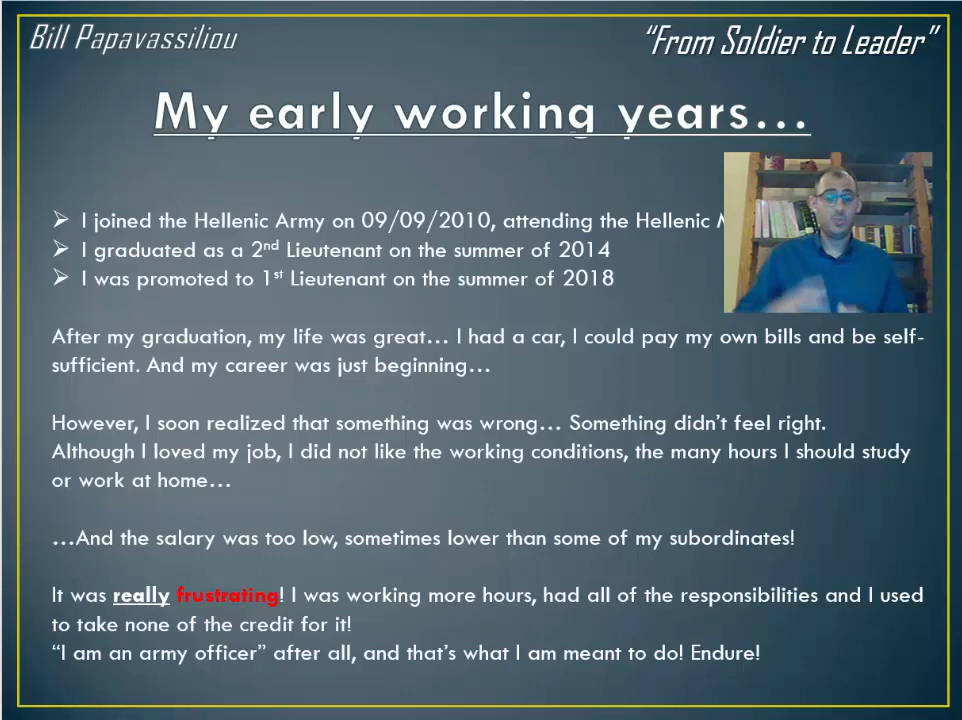 Bill Papavassiliou
“From Soldier to Leader”
My early working years…
➢ I joined the Hellenic Army on 09/09/2010, attending the Hellenic
➢ I graduated as a 2nd Lieutenant on the summer of 2014
➢ I was promoted to 1st Lieutenant on the summer of 2018
After my graduation, my life was great… I had a car, I could pay my own bills and be self-
sufficient. And my career was just beginning…
However, I soon realized that something was wrong… Something didn’t feel right.
Although I loved my job, I did not like the working conditions, the many hours I should study
or work at home…
…And the salary was too low, sometimes lower than some of my subordinates!
It was really frustrating! I was working more hours, had all of the responsibilities and I used
to take none of the credit for it!
“I am an army officer” after all, and that’s what I am meant to do! Endure!